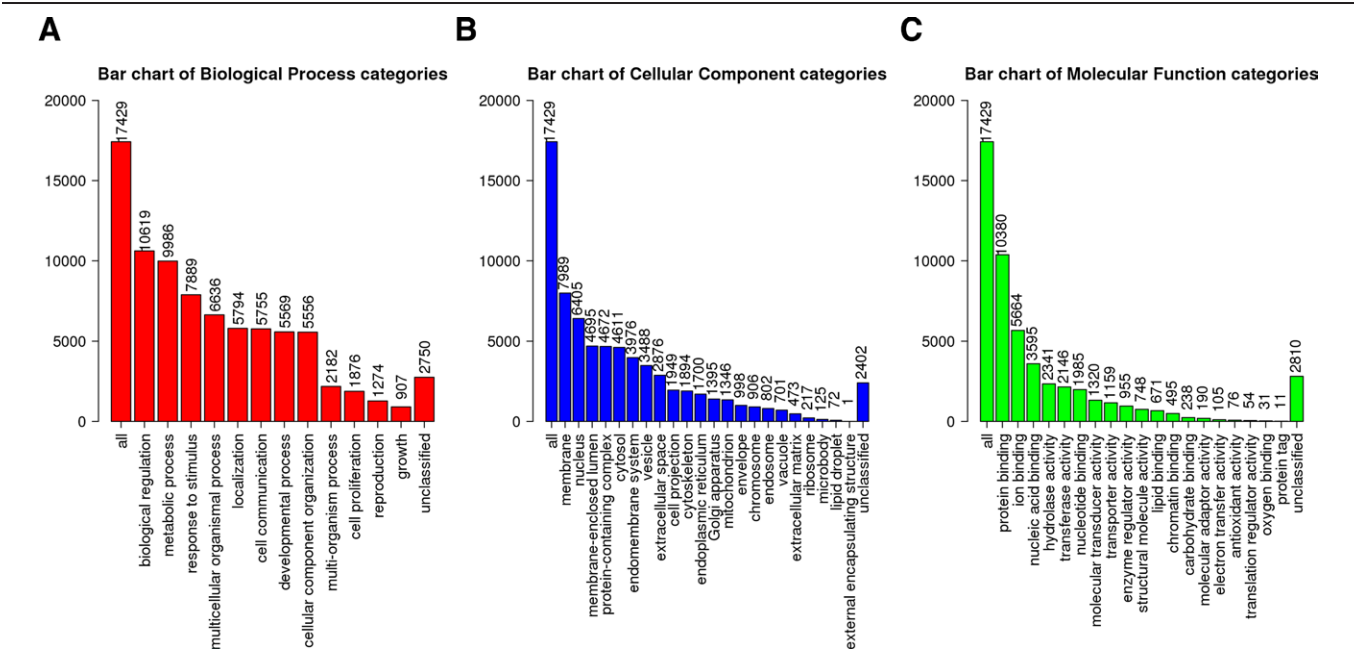 A
Bar chart of Biological Process categories
20000
15000
10000
5000
0
17429
10619
9986
7889
6636
5794
5755
5569
5556
2182
1876
1274
907
2750
all
biological regulation
metabolic process
response to stimulus
multicellular organismal process
localization
cell communication
developmental process
cellular component organization
multi-organism process
cell proliferation
reproduction
growth
unclassified
B
Bar chart of Cellular Component categories
20000
15000
10000
5000
0
17429
7989
6405
4695
4672
4611
3976
3488
2876
1949
1894
1700
1395
1346
998
906
802
701
473
217
125
72
1
2402
all
membrane
nucleus
membrane-enclosed lumen
protein-containing complex
cytosol
endomembrane system
vesicle
extracellular space
cell projection
cytoskeleton
endoplasmic reticulum
Golgi apparatus
mitochondrion
envelope
chromosome
endosome
vacuole
extracellular matrix
ribosome
microbody
lipid droplet
external encapsulating structure
unclassified
C
Bar chart of Molecular Function categories
20000
15000
10000
5000
0
17429
10380
5664
3595
2341
2146
1985
1320
1159
955
748
671
495
238
190
105
76
54
31
11
2810
all
protein binding
ion binding
nucleic acid binding
hydrolase activity
transferase activity
nucleotide binding
molecular transducer activity
transporter activity
enzyme regulator activity
structural molecule activity
lipid binding
chromatin binding
carbohydrate binding
molecular adaptor activity
electron transfer activity
antioxidant activity
translation regulator activity
oxygen binding
protein tag
unclassified